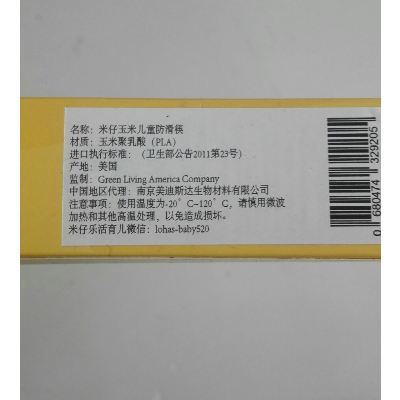 名称：米仔玉米儿童防滑筷
材质：玉米聚乳酸（PLA）
进口执行标准：（卫生部公告2011第23号）
产地：美国
监制：Green Living America Company
中国地区代理：南京美迪斯达生物材料有限公司
注意事项：使用温度为-20°C~120°C，请慎用微波
加热和其他高温处理，以免造成损坏。
米仔乐活育儿微信：lohas-baby520
0 680474 329205